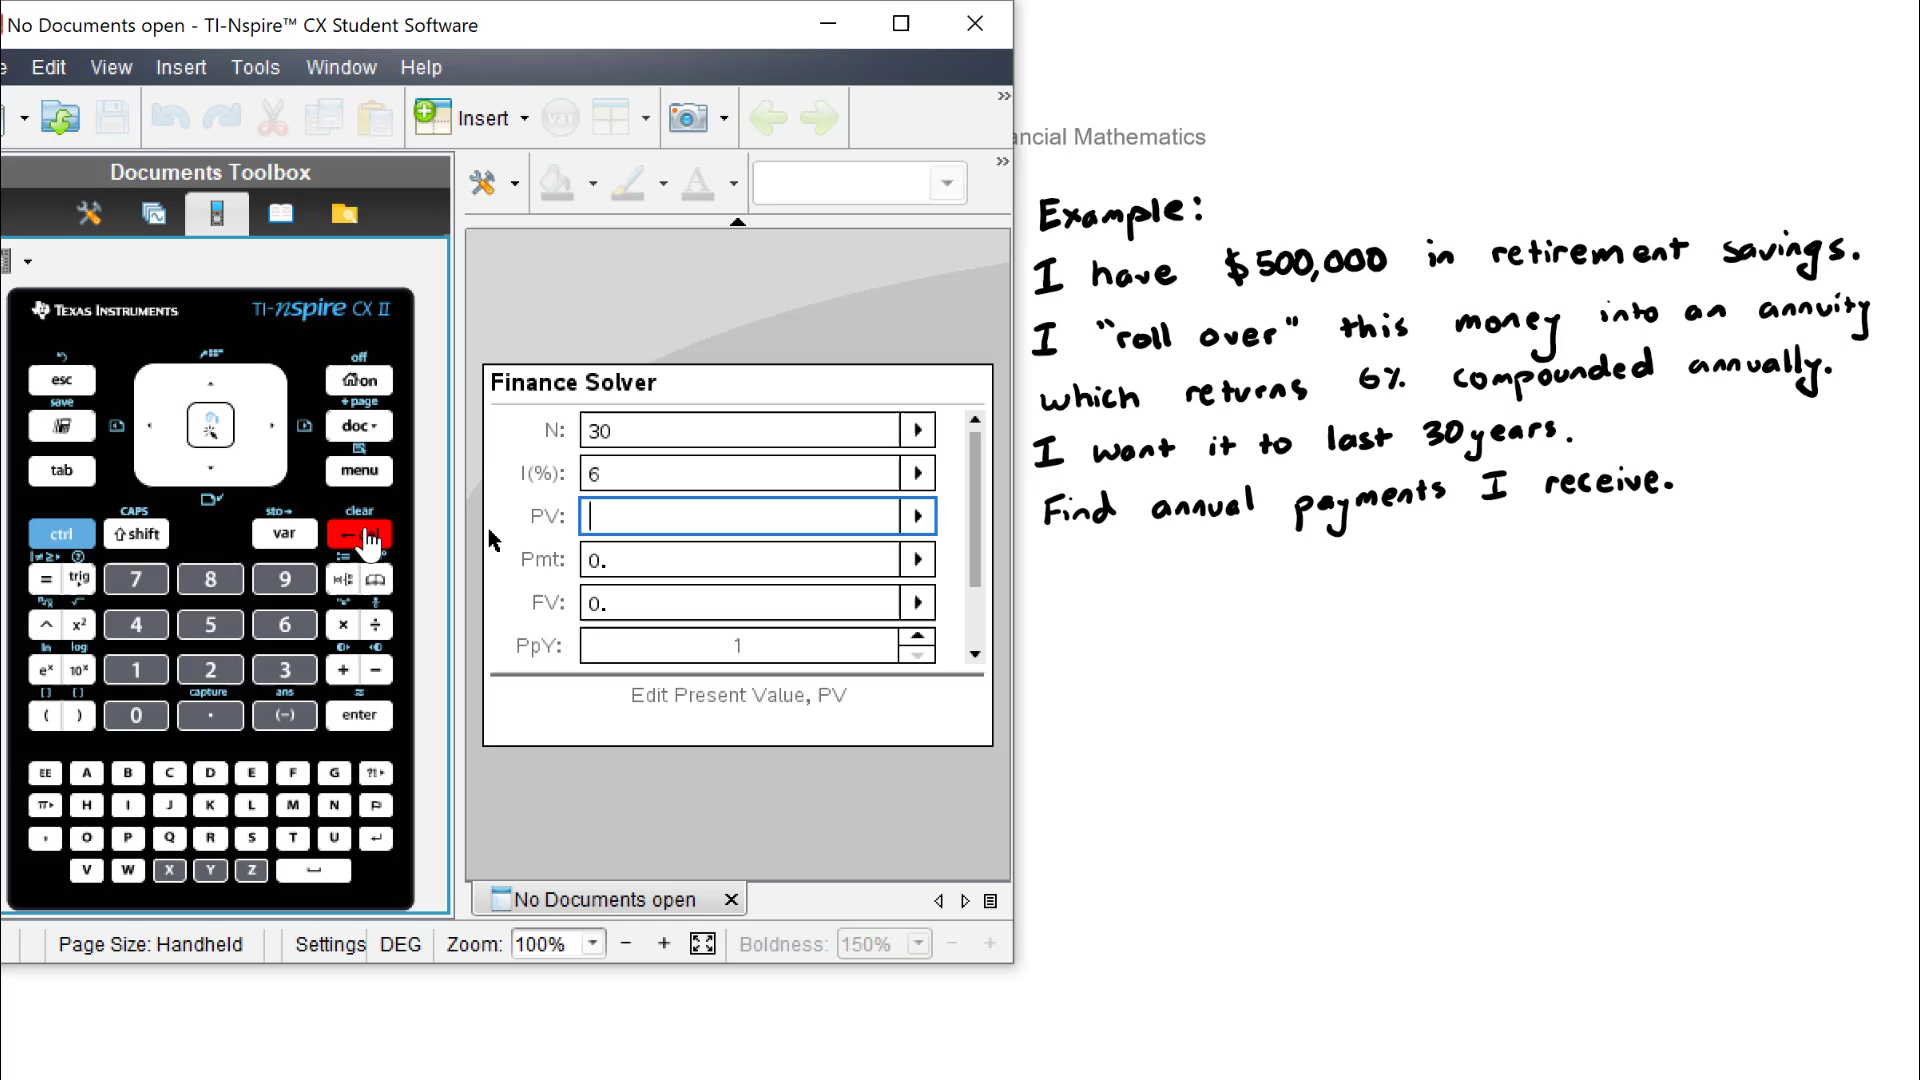 No Documents open - TI-Nspire™ CX Student Software
Edit View Insert Tools Window Help
Insert
Documents Toolbox
ancial Mathematics
Example:
I have $500,000 in retirement savings.
I "roll over" this money into an annuity
which returns 6% compounded annually.
I want it to last 30 years.
Find annual payments I receive.
Finance Solver
N: 30
I(%): 6
PV:
Pmt: 0.
FV: 0.
PpY: 1
Edit Present Value, PV
TEXAS INSTRUMENTS TI-nspire CX II
off
esc on
save +page
doc
tab menu
CAPS sto→ clear
ctrl shift var
= trig 7 8 9
^ x² 4 5 6 × ÷
ln log
eˣ 10ˣ 1 2 3 + −
[ ] { } capture ans ≈
( ) 0 . (−) enter
EE A B C D E F G ?!▸
π▸ H I J K L M N
, O P Q R S T U
V W X Y Z
No Documents open
Page Size: Handheld Settings DEG Zoom: 100% − + Boldness: 150% − +